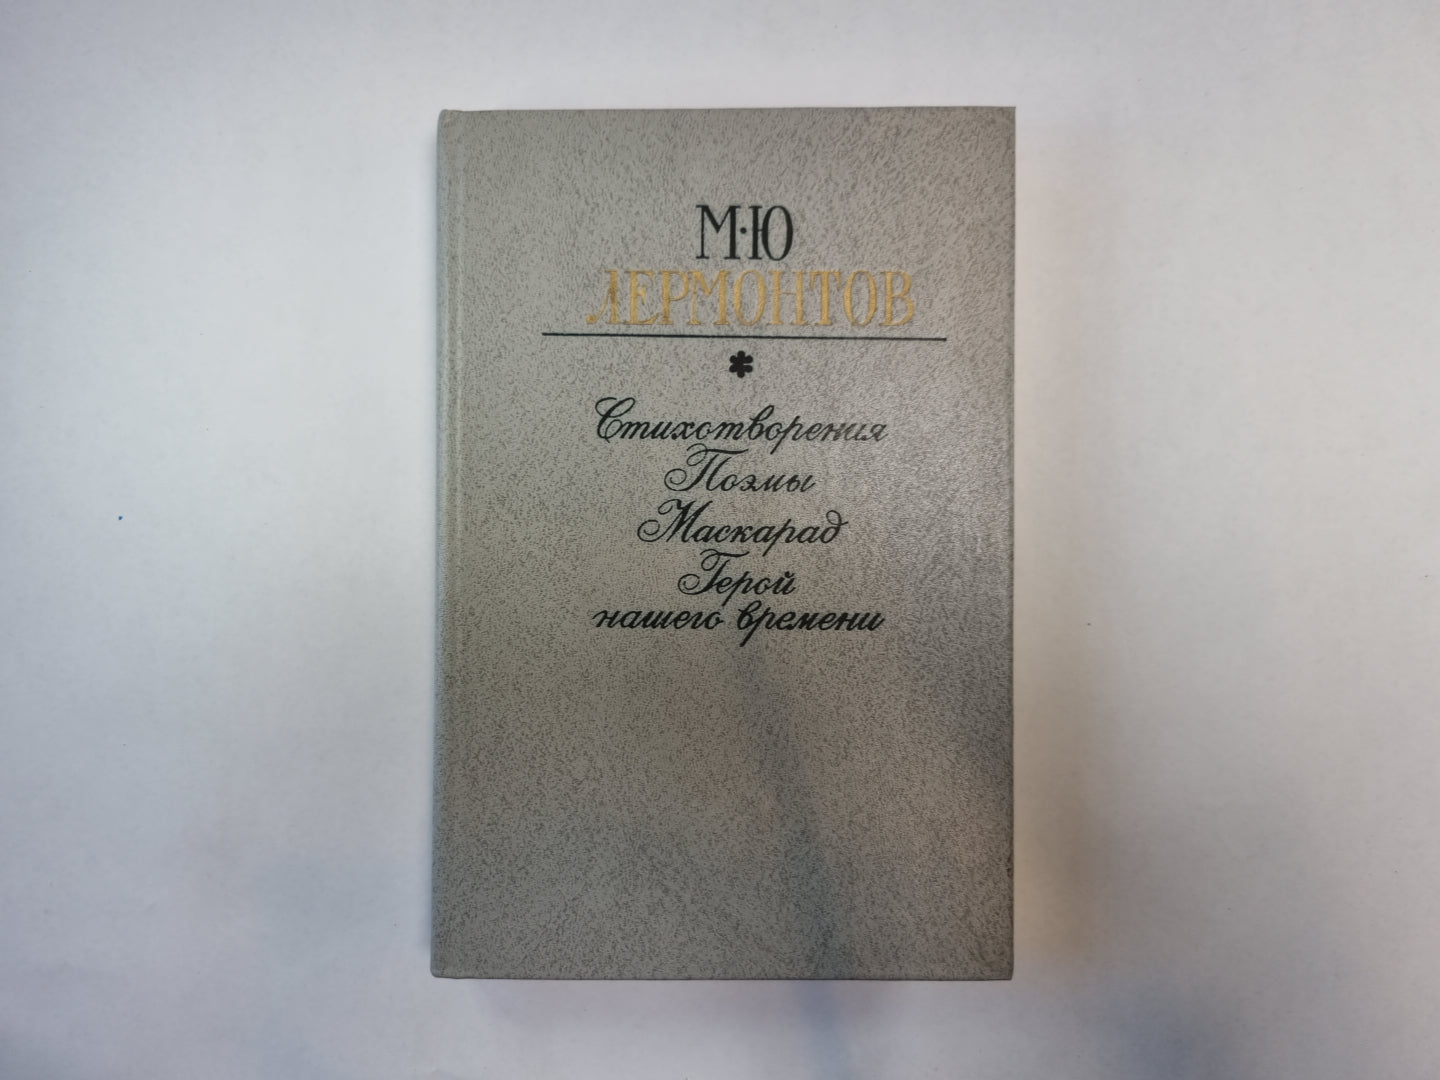 М·Ю
ЛЕРМОНТОВ
*
Стихотворения
Поэмы
Маскарад
Герой
нашего времени